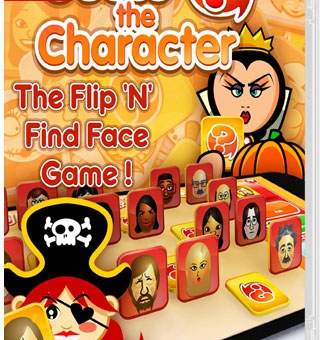 the
Character
The Flip 'N'
Find Face
Game !